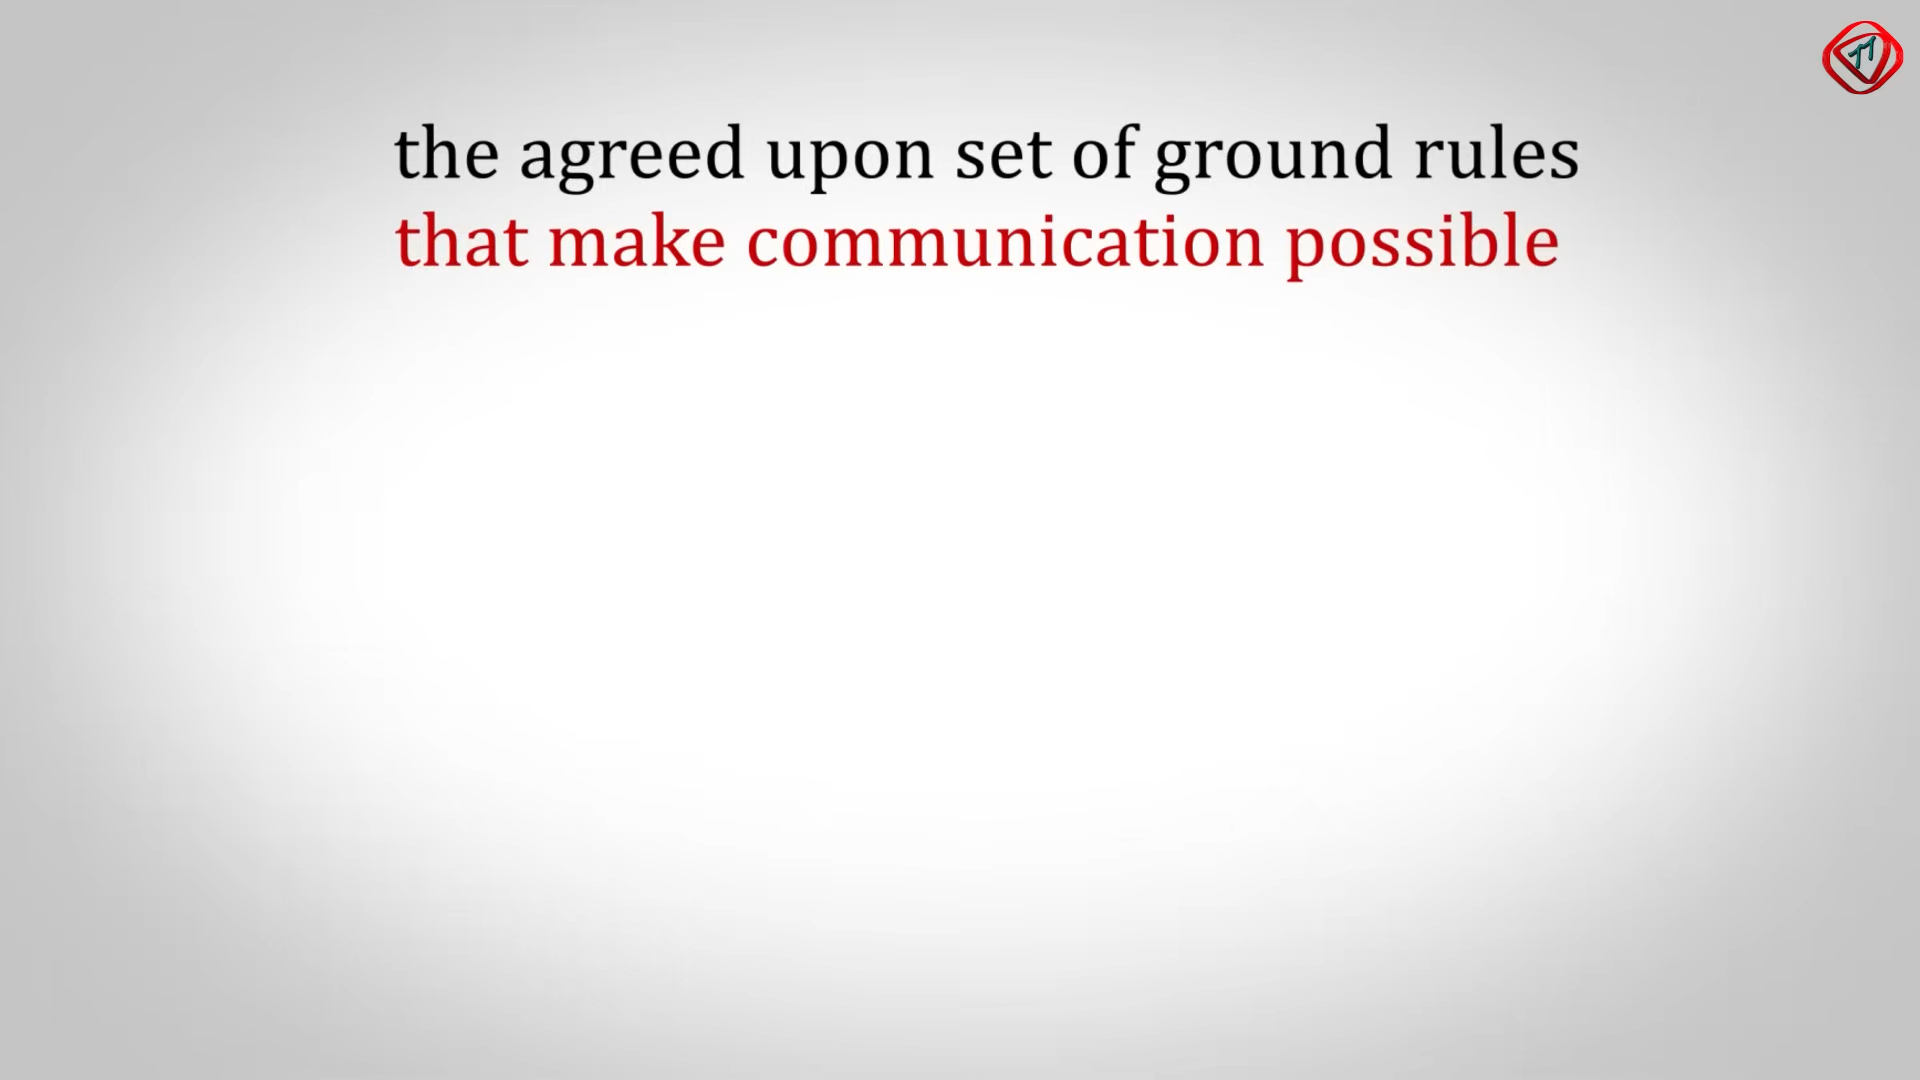 the agreed upon set of ground rules
that make communication possible